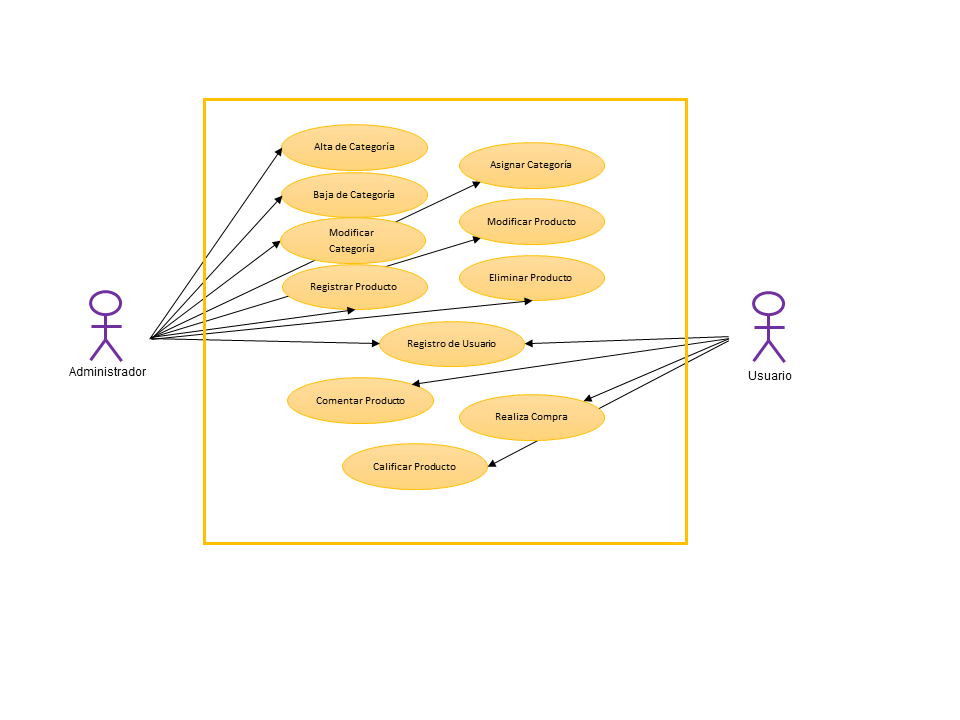 Alta de Categoría
Asignar Categoría
Baja de Categoría
Modificar Producto
Modificar
Categoría
Eliminar Producto
Registrar Producto
Registro de Usuario
Administrador
Usuario
Comentar Producto
Realiza Compra
Calificar Producto